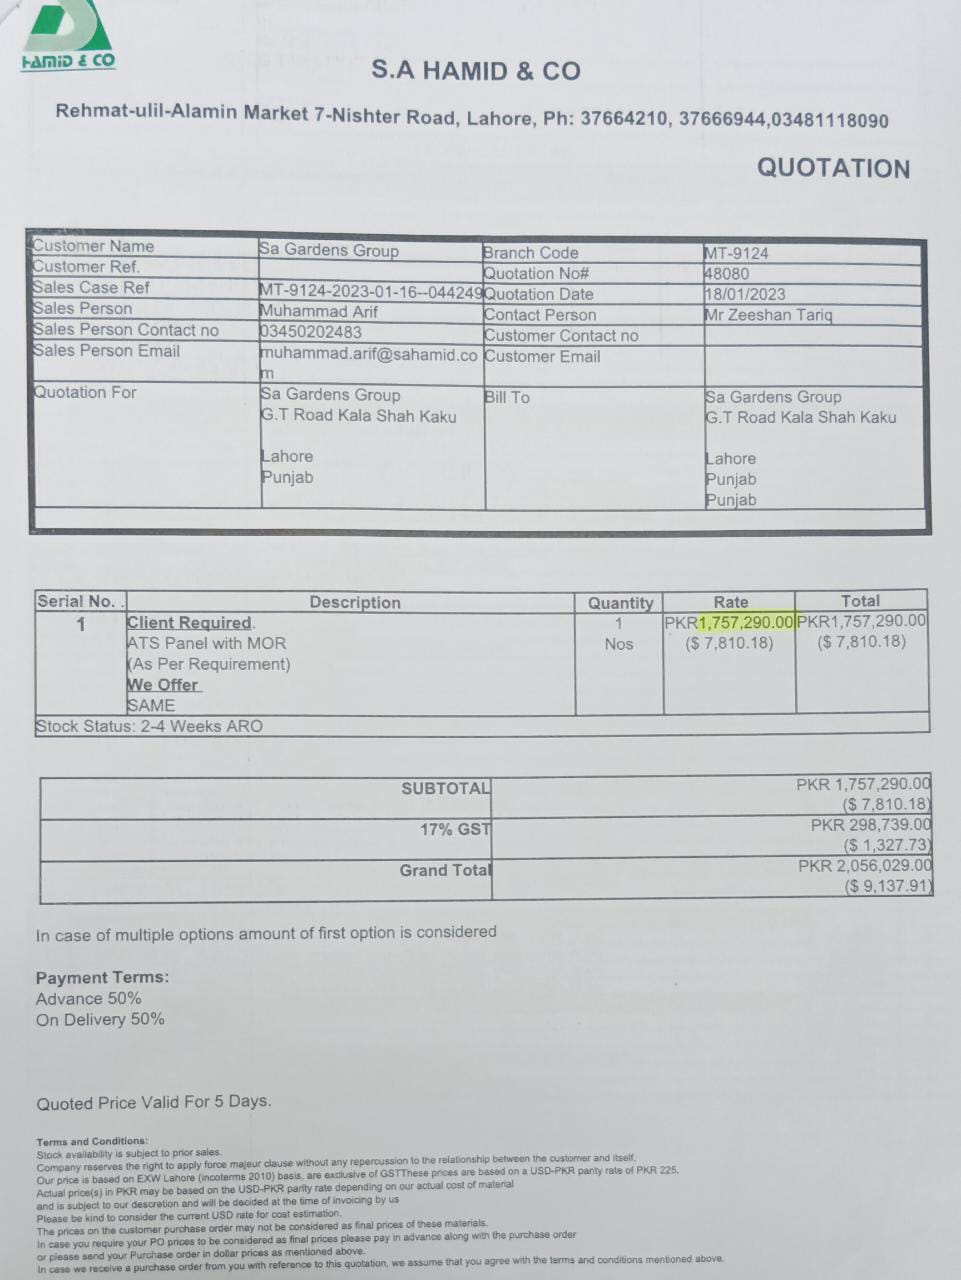 HAMID & CO
S.A HAMID & CO
Rehmat-ulil-Alamin Market 7-Nishter Road, Lahore, Ph: 37664210, 37666944,03481118090
QUOTATION
Customer Name Sa Gardens Group Branch Code MT-9124
Customer Ref. Quotation No# 48080
Sales Case Ref MT-9124-2023-01-16--044249 Quotation Date 18/01/2023
Sales Person Muhammad Arif Contact Person Mr Zeeshan Tariq
Sales Person Contact no 03450202483 Customer Contact no
Sales Person Email muhammad.arif@sahamid.co Customer Email
m
Quotation For Sa Gardens Group Bill To Sa Gardens Group
G.T Road Kala Shah Kaku G.T Road Kala Shah Kaku
Lahore Lahore
Punjab Punjab
Punjab
Serial No. Description Quantity Rate Total
1 Client Required. 1 PKR1,757,290.00 PKR1,757,290.00
ATS Panel with MOR Nos ($ 7,810.18) ($ 7,810.18)
(As Per Requirement)
We Offer
SAME
Stock Status: 2-4 Weeks ARO
SUBTOTAL PKR 1,757,290.00
($ 7,810.18)
17% GST PKR 298,739.00
($ 1,327.73)
Grand Total PKR 2,056,029.00
($ 9,137.91)
In case of multiple options amount of first option is considered
Payment Terms:
Advance 50%
On Delivery 50%
Quoted Price Valid For 5 Days.
Terms and Conditions:
Stock availability is subject to prior sales.
Company reserves the right to apply force majeur clause without any repercussion to the relationship between the customer and itself.
Our price is based on EXW Lahore (incoterms 2010) basis, are exclusive of GSTThese prices are based on a USD-PKR parity rate of PKR 225.
Actual price(s) in PKR may be based on the USD-PKR parity rate depending on our actual cost of material
and is subject to our descretion and will be decided at the time of invoicing by us
Please be kind to consider the current USD rate for cost estimation.
The prices on the customer purchase order may not be considered as final prices of these materials.
In case you require your PO prices to be considered as final prices please pay in advance along with the purchase order
or please send your Purchase order in dollar prices as mentioned above.
In case we receive a purchase order from you with reference to this quotation, we assume that you agree with the terms and conditions mentioned above.